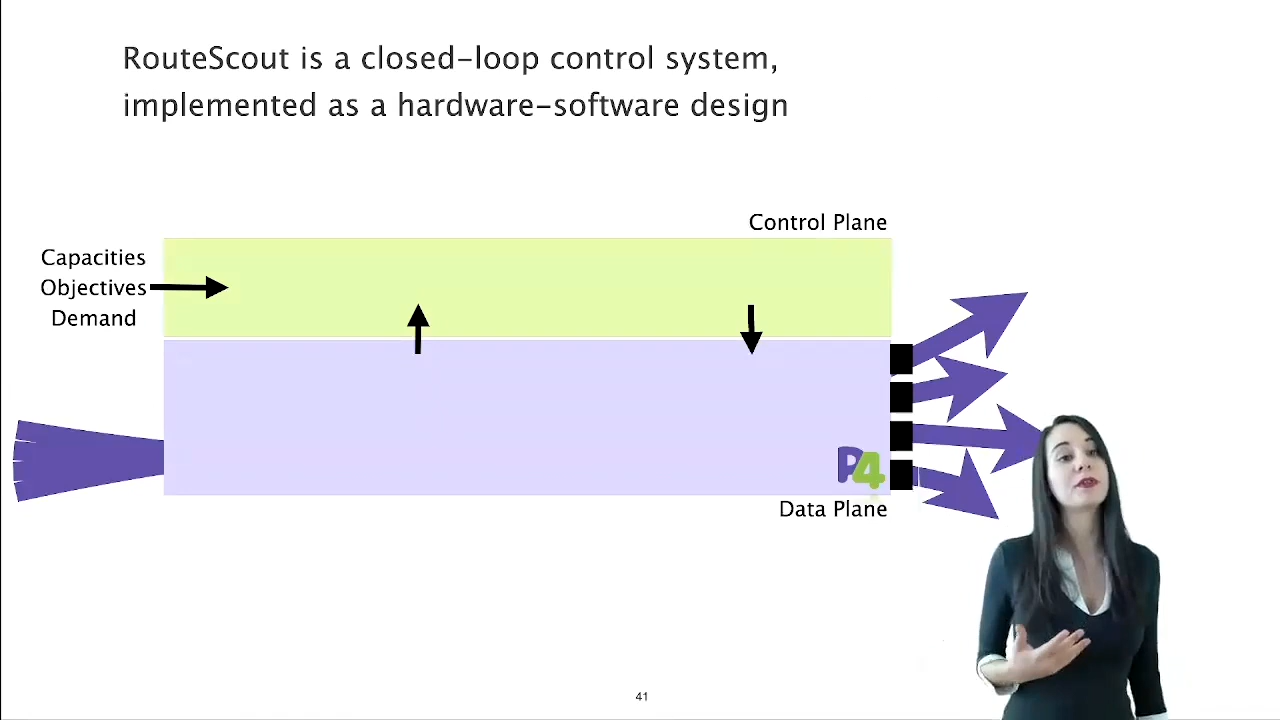 RouteScout is a closed-loop control system,
implemented as a hardware-software design
Control Plane
Capacities
Objectives
Demand
P4
Data Plane
41